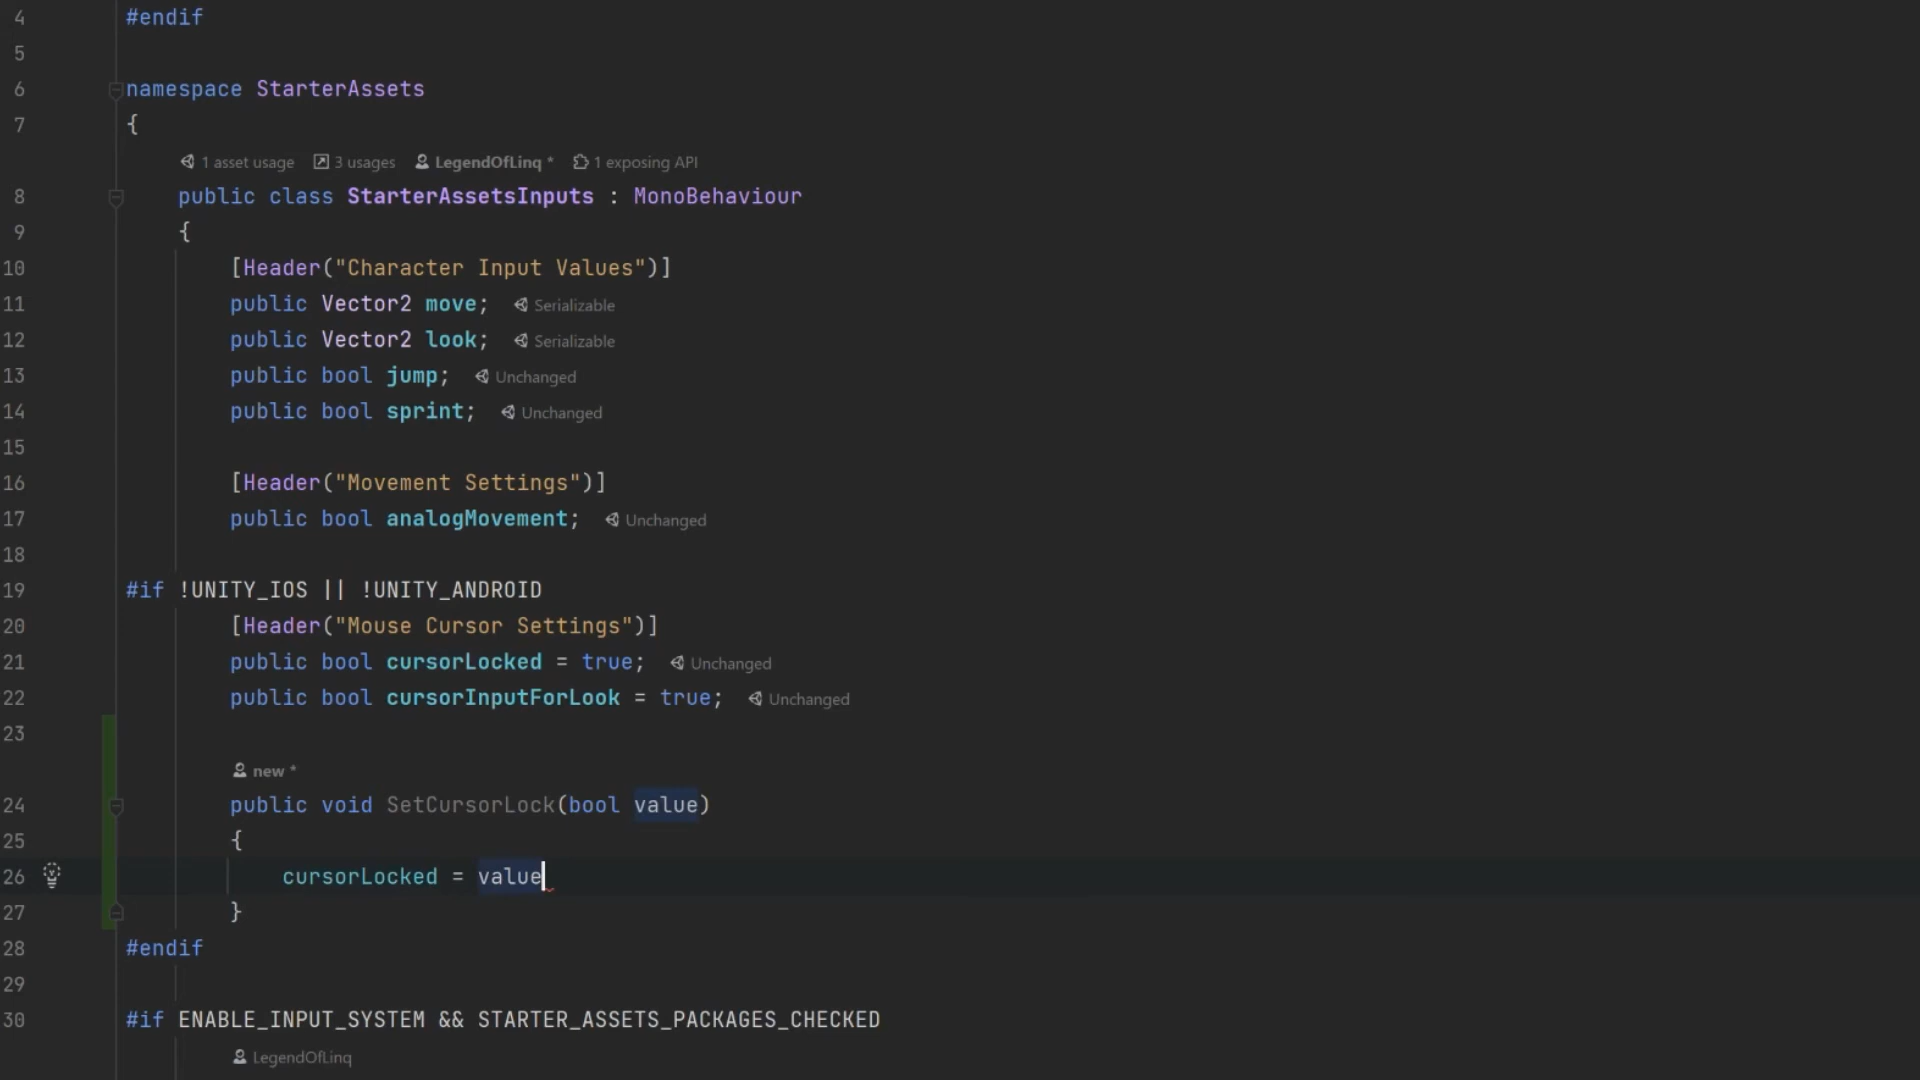 4 #endif
5
6 namespace StarterAssets
7 {
1 asset usage 3 usages LegendOfLinq * 1 exposing API
8 public class StarterAssetsInputs : MonoBehaviour
9 {
10 [Header("Character Input Values")]
11 public Vector2 move; Serializable
12 public Vector2 look; Serializable
13 public bool jump; Unchanged
14 public bool sprint; Unchanged
15
16 [Header("Movement Settings")]
17 public bool analogMovement; Unchanged
18
19 #if !UNITY_IOS || !UNITY_ANDROID
20 [Header("Mouse Cursor Settings")]
21 public bool cursorLocked = true; Unchanged
22 public bool cursorInputForLook = true; Unchanged
23
new *
24 public void SetCursorLock(bool value)
25 {
26 cursorLocked = value
27 }
28 #endif
29
30 #if ENABLE_INPUT_SYSTEM && STARTER_ASSETS_PACKAGES_CHECKED
LegendOfLinq